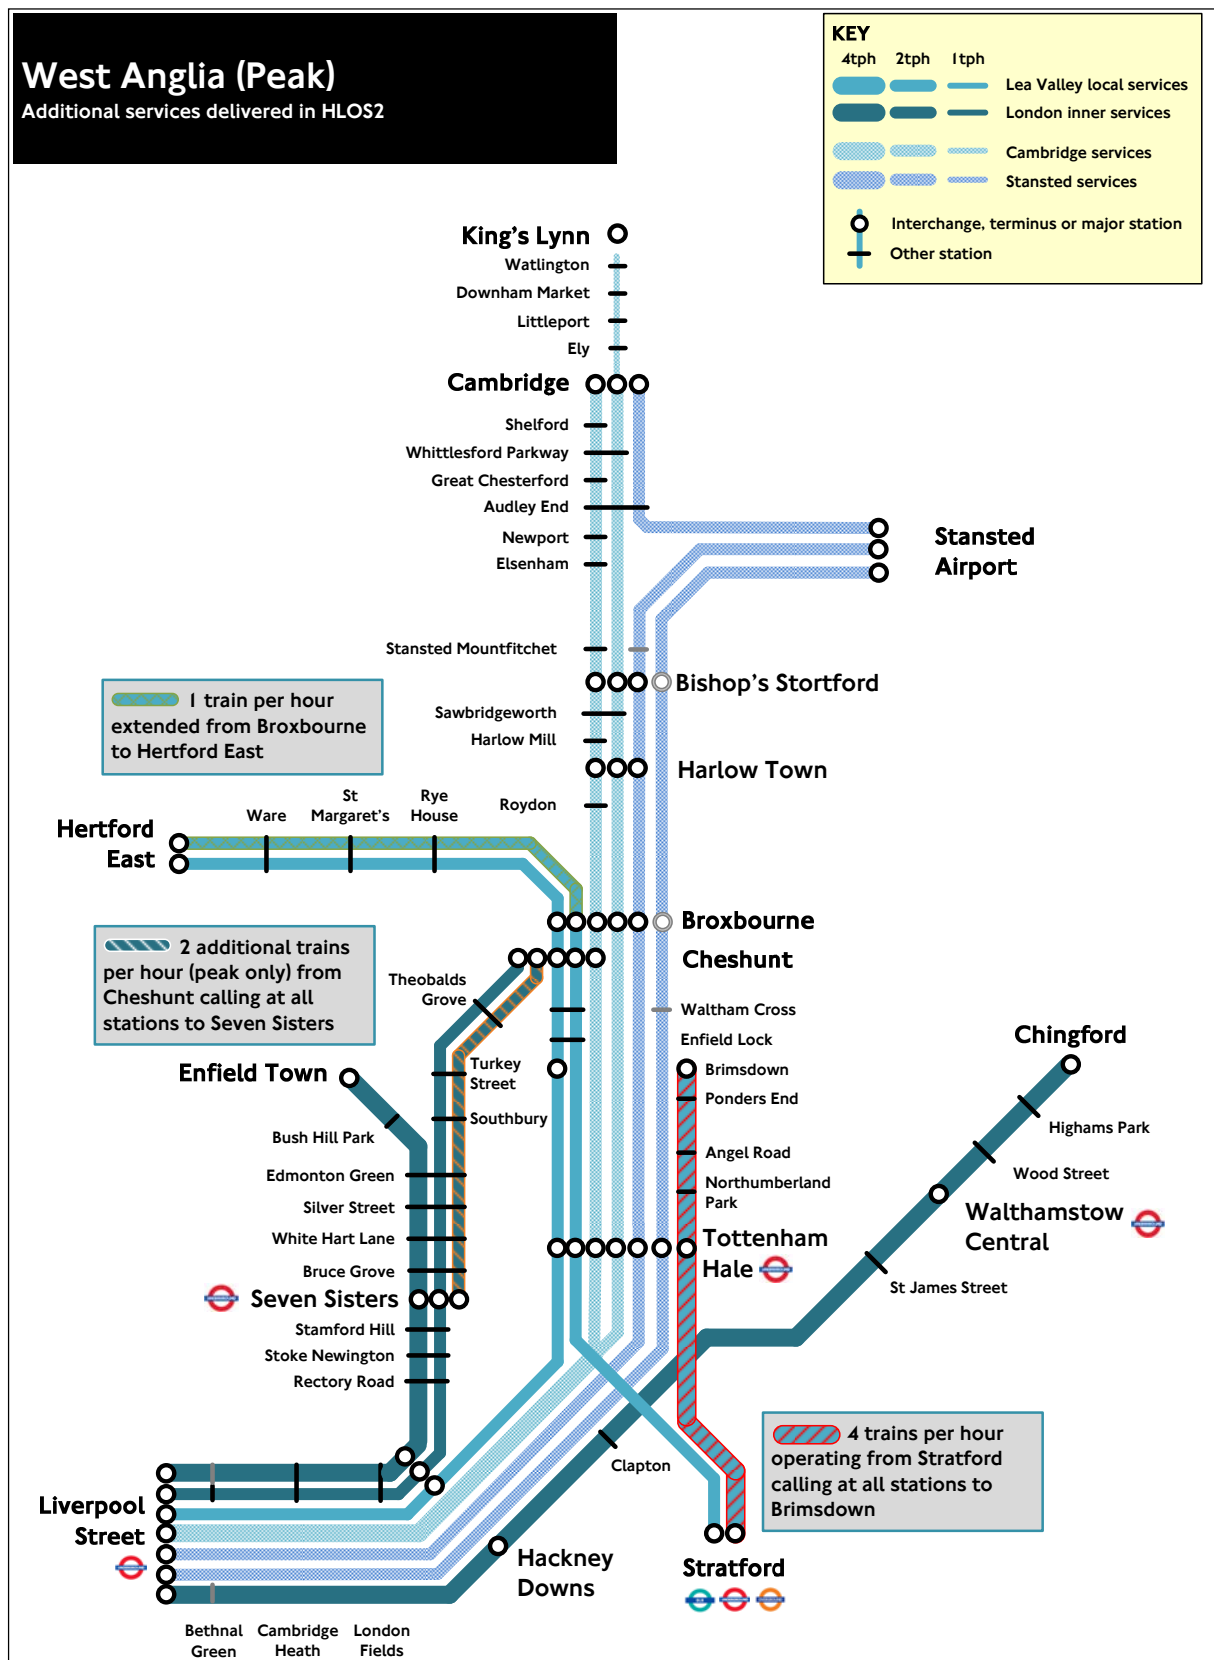 West Anglia (Peak)
Additional services delivered in HLOS2
KEY
4tph 2tph 1tph
Lea Valley local services
London inner services
Cambridge services
Stansted services
Interchange, terminus or major station
Other station
King's Lynn
Watlington
Downham Market
Littleport
Ely
Cambridge
Shelford
Whittlesford Parkway
Great Chesterford
Audley End
Newport
Elsenham
Stansted
Airport
Stansted Mountfitchet
Bishop's Stortford
1 train per hour
extended from Broxbourne
to Hertford East
Sawbridgeworth
Harlow Mill
Harlow Town
Roydon
Hertford
East
Ware
St
Margaret's
Rye
House
Broxbourne
Cheshunt
2 additional trains
per hour (peak only) from
Cheshunt calling at all
stations to Seven Sisters
Theobalds
Grove
Waltham Cross
Enfield Lock
Chingford
Enfield Town
Turkey
Street
Brimsdown
Ponders End
Southbury
Bush Hill Park
Highams Park
Angel Road
Wood Street
Edmonton Green
Northumberland
Park
Silver Street
Walthamstow
Central
White Hart Lane
Tottenham
Hale
Bruce Grove
St James Street
Seven Sisters
Stamford Hill
Stoke Newington
Rectory Road
4 trains per hour
operating from Stratford
calling at all stations to
Brimsdown
Clapton
Liverpool
Street
Hackney
Downs
Stratford
Bethnal
Green
Cambridge
Heath
London
Fields